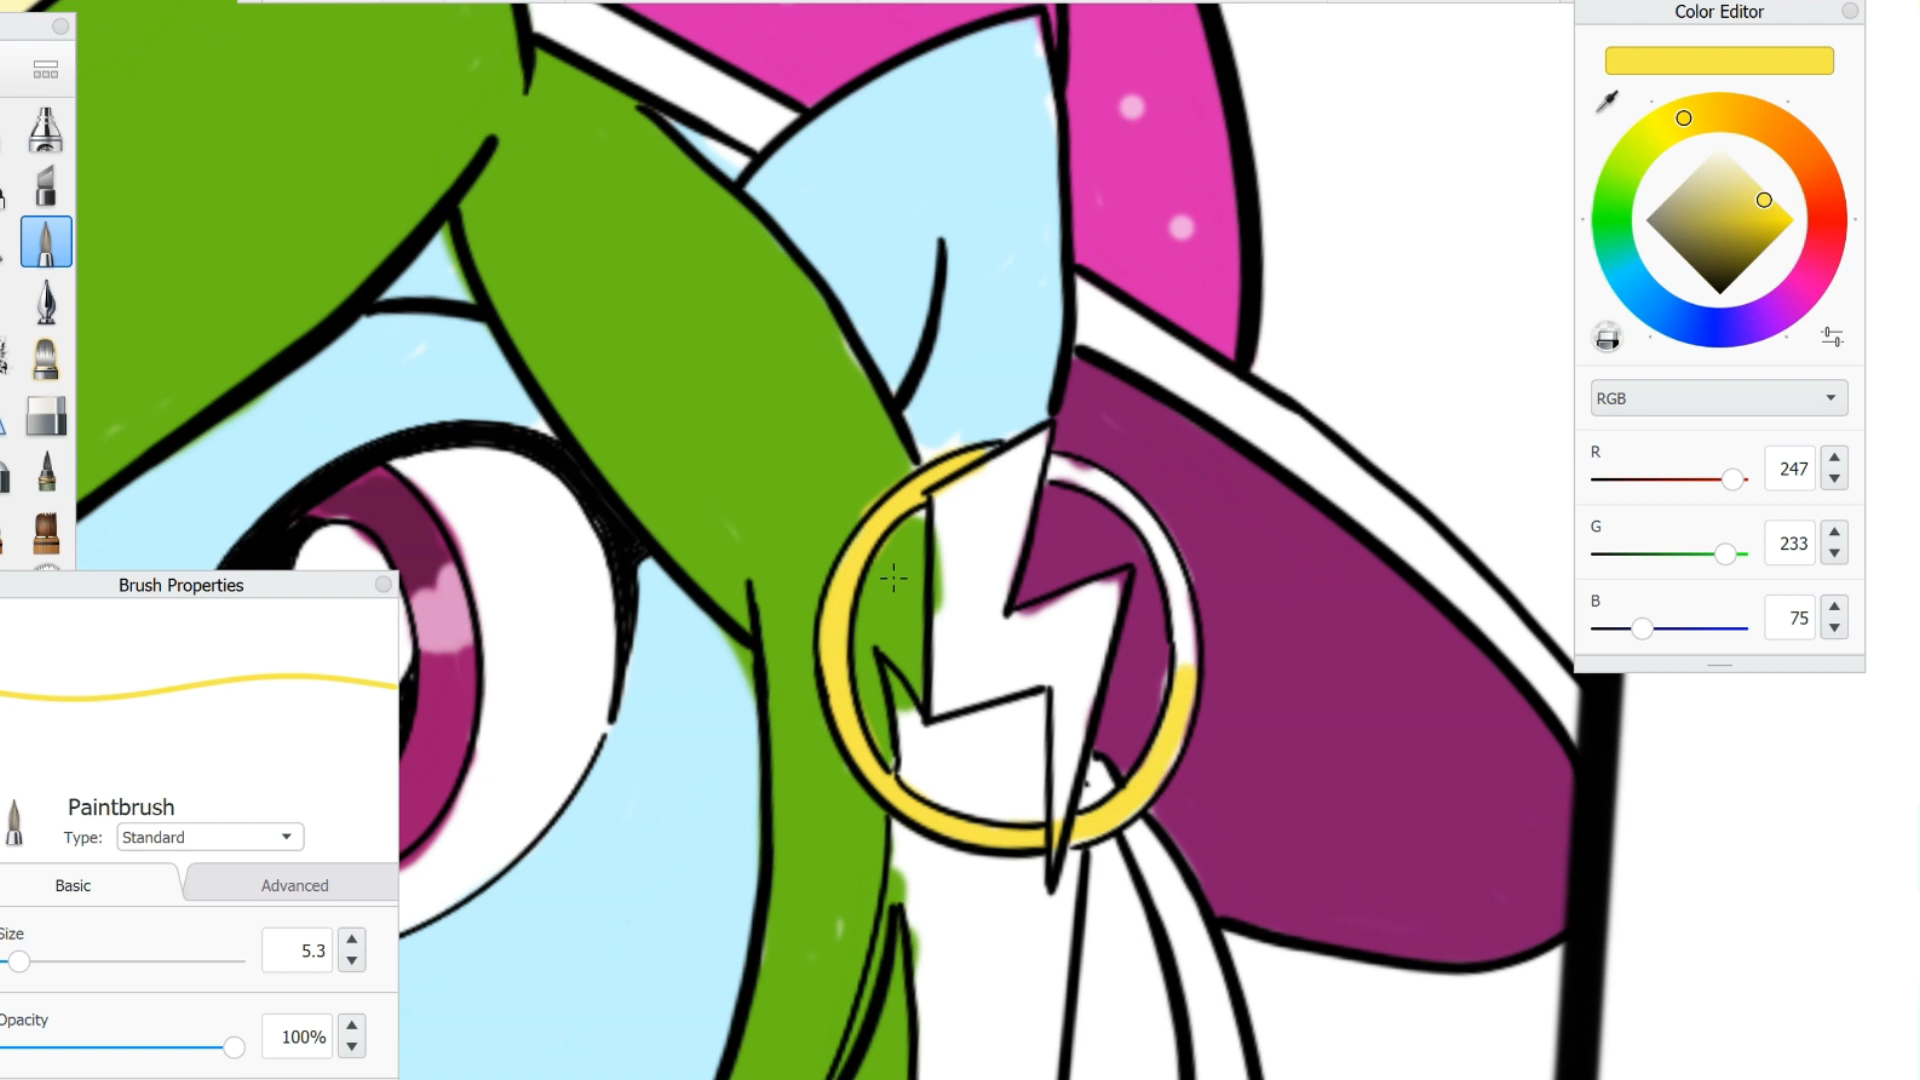 Color Editor
RGB
R
247
G
233
B
75
Brush Properties
Paintbrush
Type: Standard
Basic
Advanced
Size
5.3
Opacity
100%